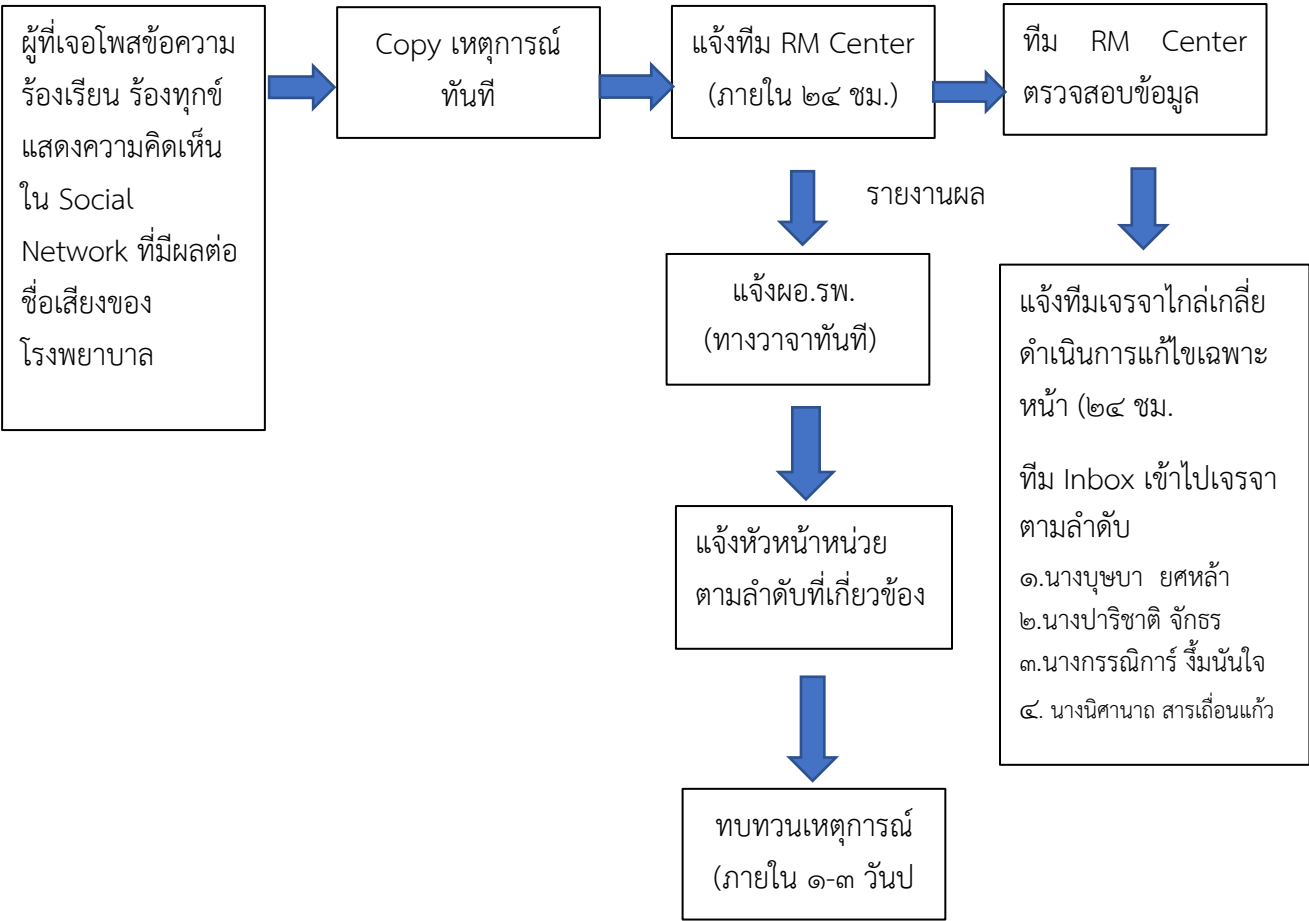 ผู้ที่เจอโพสข้อความ
ร้องเรียน ร้องทุกข์
แสดงความคิดเห็น
ใน Social
Network ที่มีผลต่อ
ชื่อเสียงของ
โรงพยาบาล
Copy เหตุการณ์
ทันที
แจ้งทีม RM Center
(ภายใน ๒๔ ชม.)
ทีม RM Center
ตรวจสอบข้อมูล
รายงานผล
แจ้งผอ.รพ.
(ทางวาจาทันที)
แจ้งหัวหน้าหน่วย
ตามลำดับที่เกี่ยวข้อง
ทบทวนเหตุการณ์
(ภายใน ๑-๓ วันป
แจ้งทีมเจรจาไกล่เกลี่ย
ดำเนินการแก้ไขเฉพาะ
หน้า (๒๔ ชม.
ทีม Inbox เข้าไปเจรจา
ตามลำดับ
๑.นางบุษบา ยศหล้า
๒.นางปาริชาติ จักธร
๓.นางกรรณิการ์ งิ้มนันใจ
๔. นางนิศานาถ สารเถื่อนแก้ว